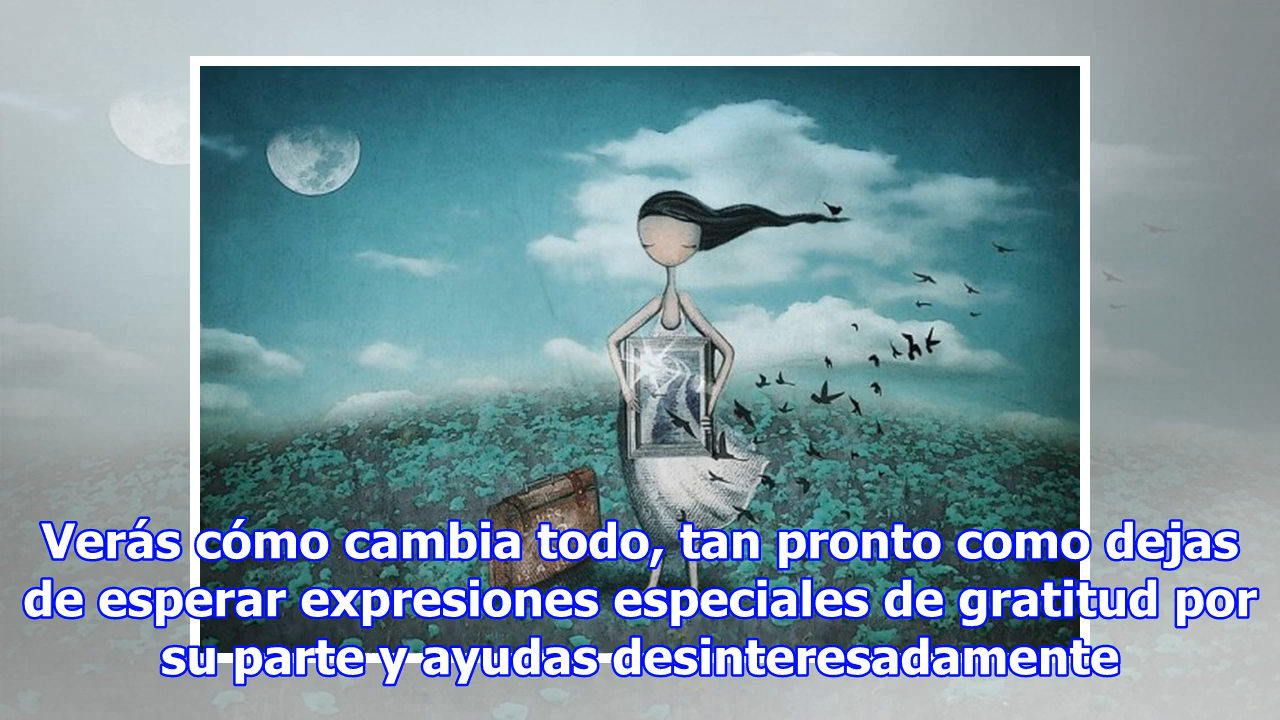 Verás cómo cambia todo, tan pronto como dejas
de esperar expresiones especiales de gratitud por
su parte y ayudas desinteresadamente